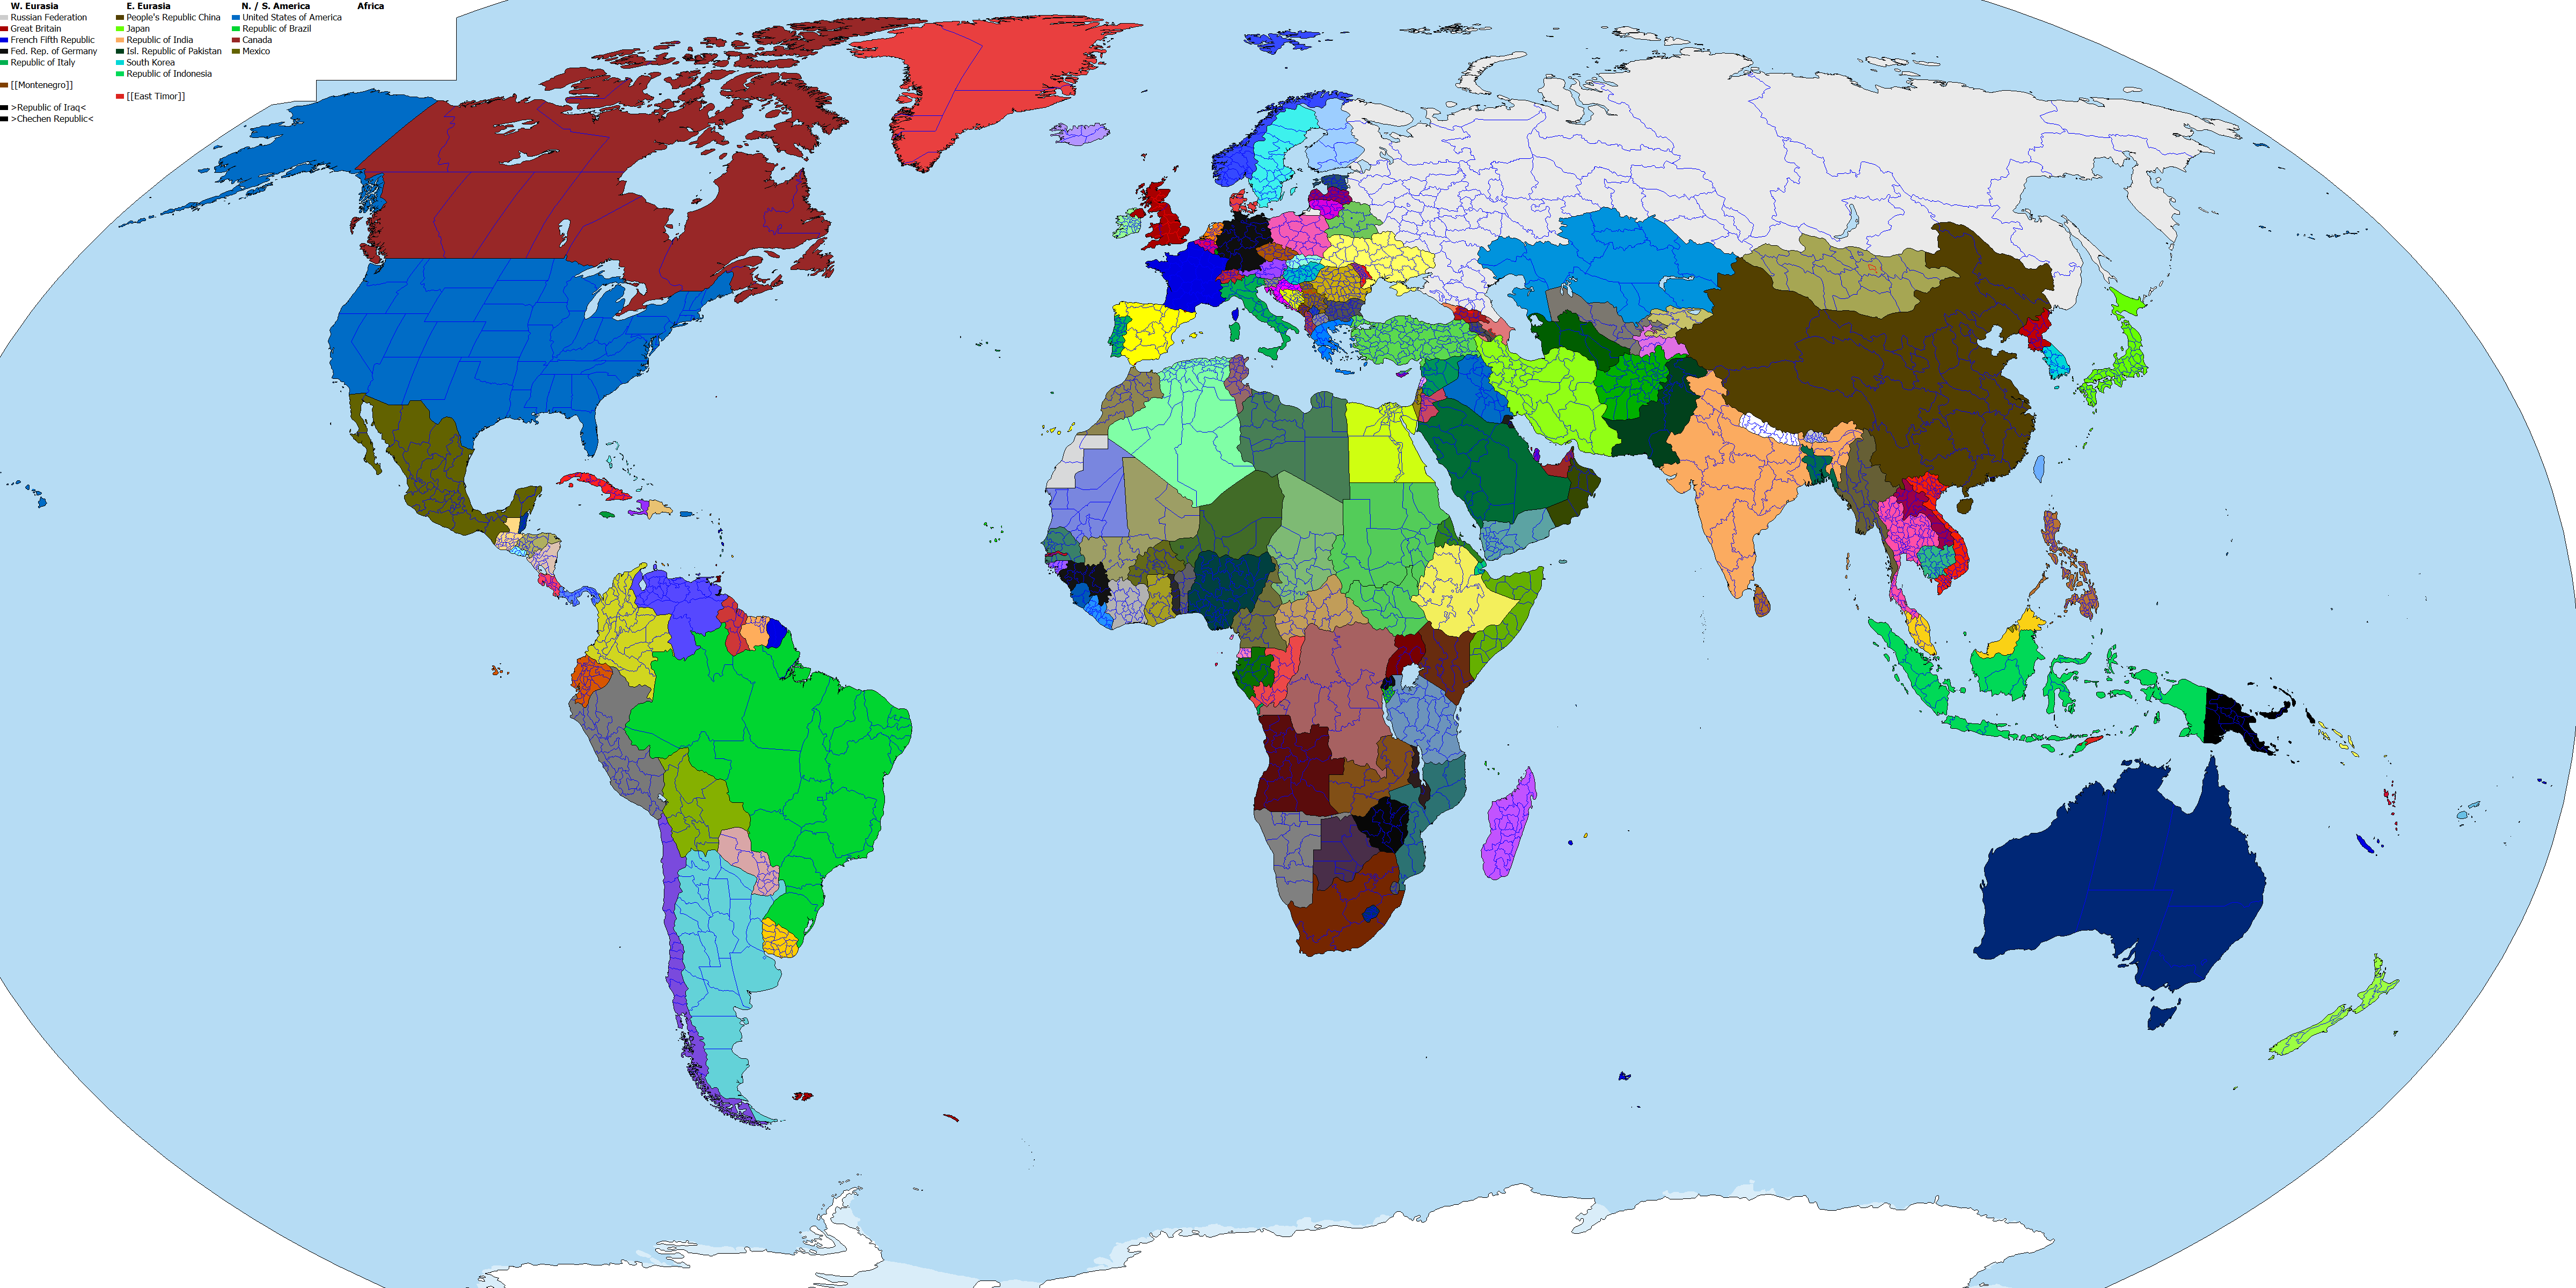 W. Eurasia E. Eurasia N. / S. America Africa
Russian Federation People's Republic China United States of America
Great Britain Japan Republic of Brazil
French Fifth Republic Republic of India Canada
Fed. Rep. of Germany Isl. Republic of Pakistan Mexico
Republic of Italy South Korea
Republic of Indonesia
[[Montenegro]]
[[East Timor]]
>Republic of Iraq<
>Chechen Republic<